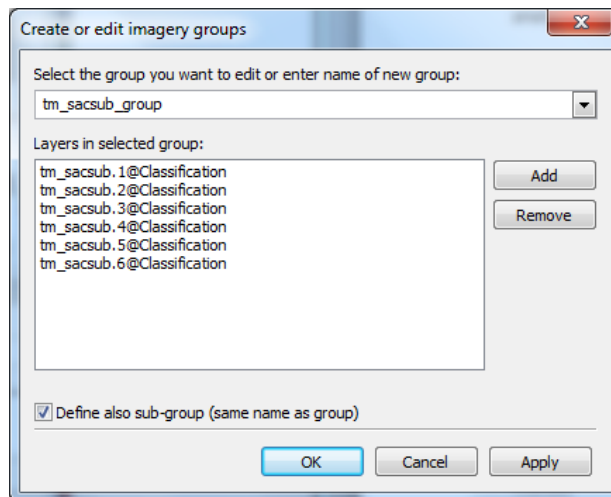 Create or edit imagery groups
Select the group you want to edit or enter name of new group:
tm_sacsub_group
Layers in selected group:
tm_sacsub.1@Classification
tm_sacsub.2@Classification
tm_sacsub.3@Classification
tm_sacsub.4@Classification
tm_sacsub.5@Classification
tm_sacsub.6@Classification
Add
Remove
Define also sub-group (same name as group)
OK
Cancel
Apply